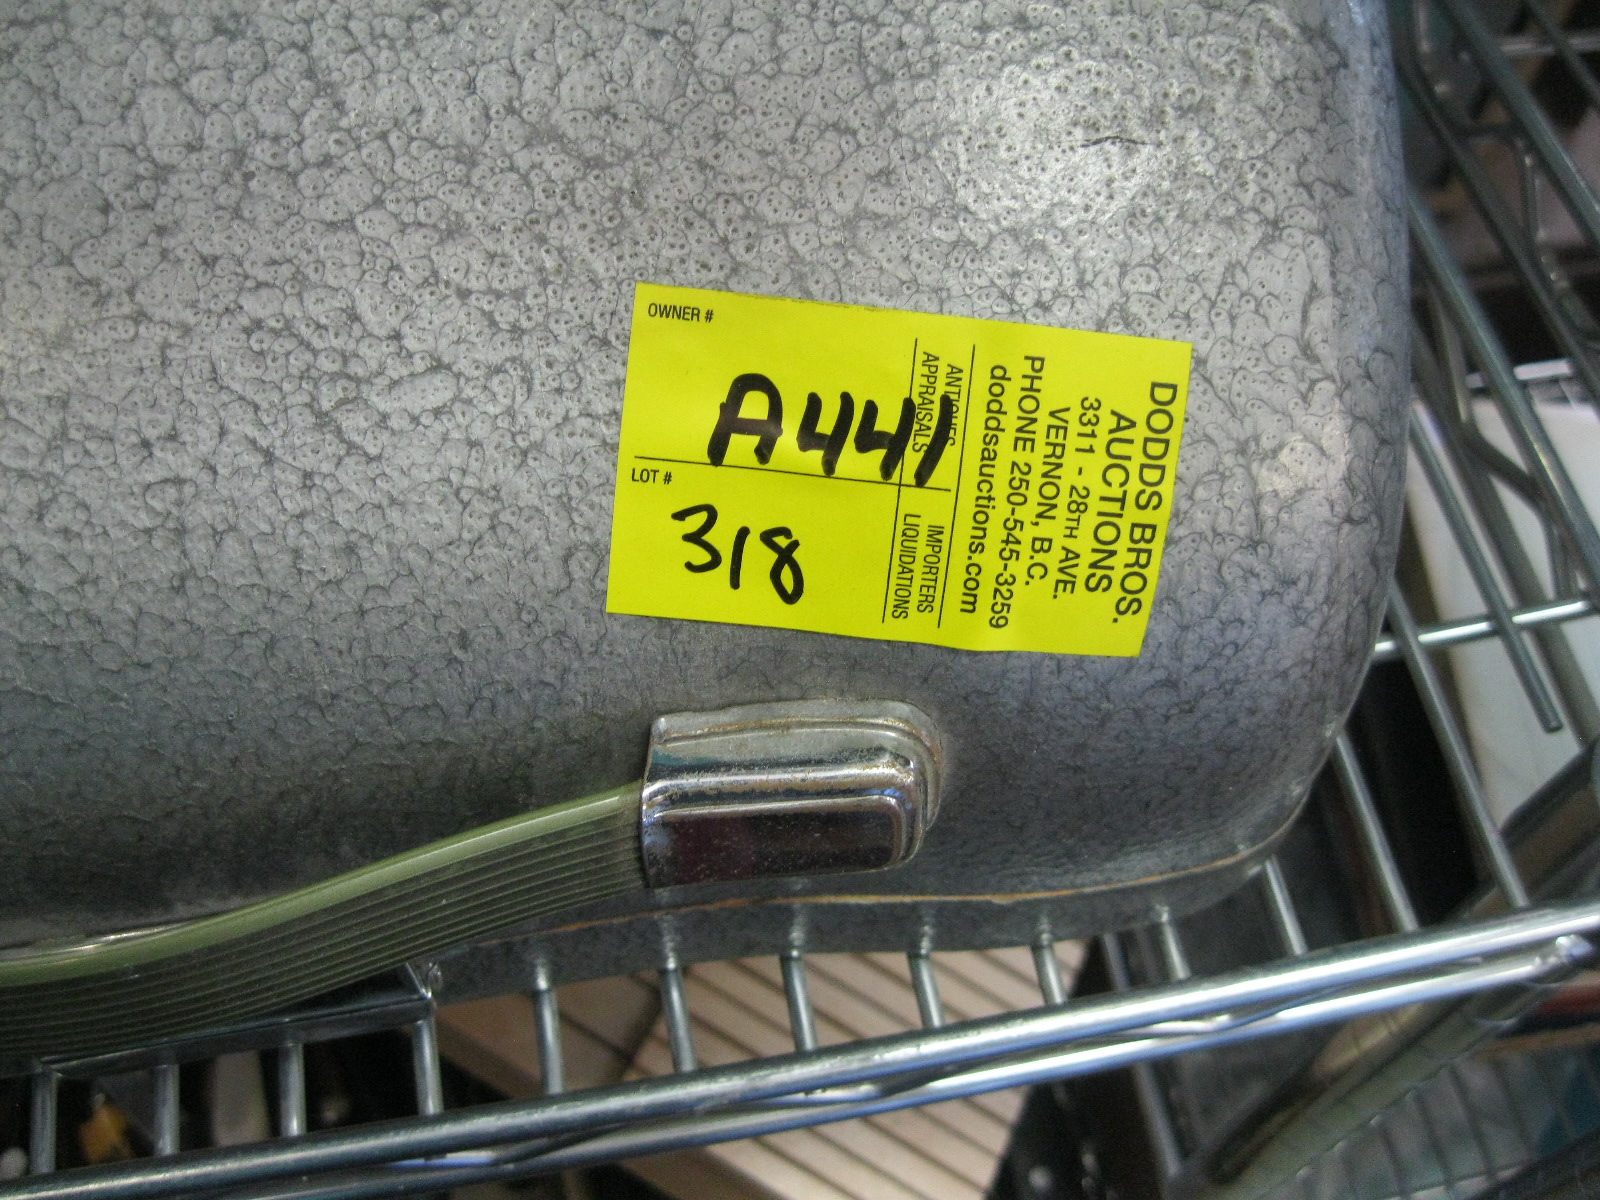 OWNER #
A441
LOT #
318
ANTIQUES
APPRAISALS
IMPORTERS
LIQUIDATIONS
DODDS BROS.
AUCTIONS
3311 - 28TH AVE.
VERNON, B.C.
PHONE 250-545-3259
doddsauctions.com